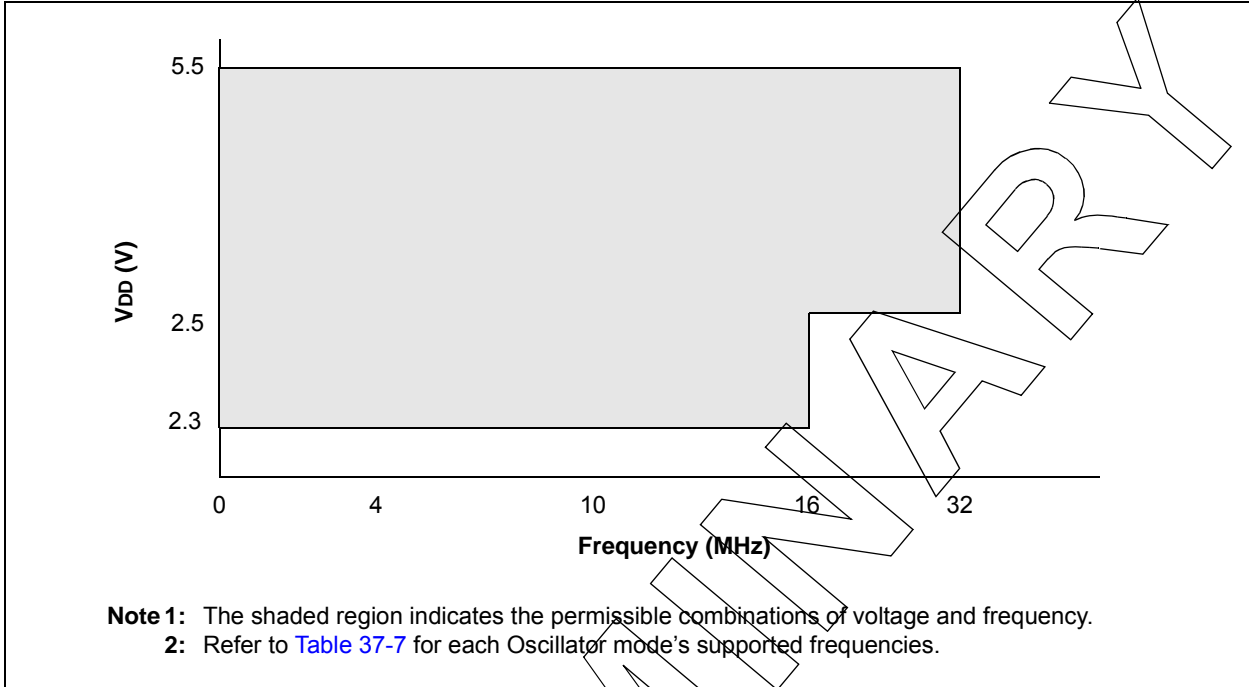 5.5
VDD (V)
2.5
2.3
0 4 10 16 32
Frequency (MHz)
Note 1: The shaded region indicates the permissible combinations of voltage and frequency.
2: Refer to Table 37-7 for each Oscillator mode's supported frequencies.
INARY